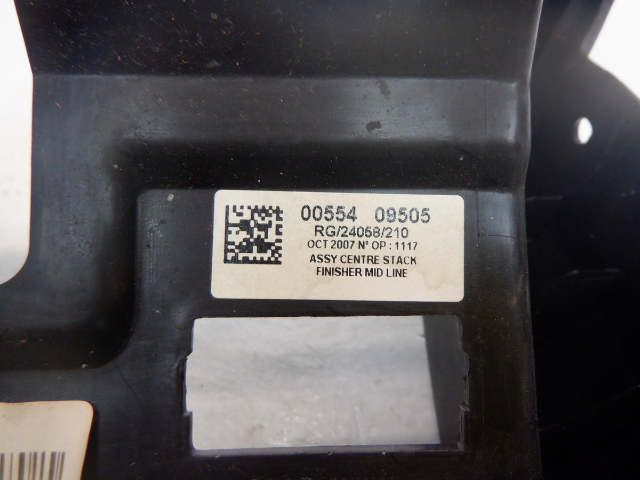 00554 09505
RG/24058/210
OCT 2007 N° OP : 1117
ASSY CENTRE STACK
FINISHER MID LINE